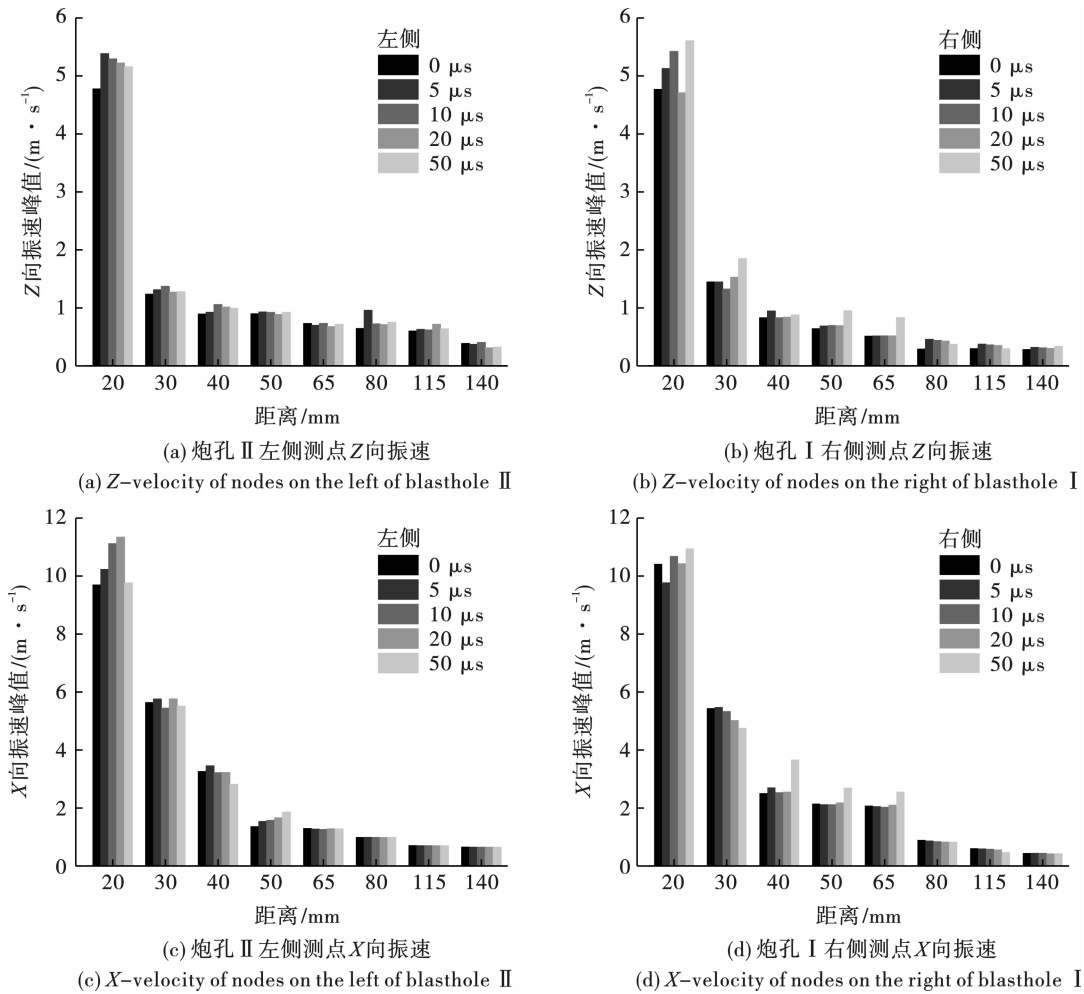 Z向振速峰值/(m·s⁻¹)
6
5
4
3
2
1
0
左侧
0 μs
5 μs
10 μs
20 μs
50 μs
20 30 40 50 65 80 115 140
距离/mm
(a) 炮孔Ⅱ左侧测点Z向振速
(a) Z-velocity of nodes on the left of blasthole Ⅱ
Z向振速峰值/(m·s⁻¹)
6
5
4
3
2
1
0
右侧
0 μs
5 μs
10 μs
20 μs
50 μs
20 30 40 50 65 80 115 140
距离/mm
(b) 炮孔Ⅰ右侧测点Z向振速
(b) Z-velocity of nodes on the right of blasthole Ⅰ
X向振速峰值/(m·s⁻¹)
12
10
8
6
4
2
0
左侧
0 μs
5 μs
10 μs
20 μs
50 μs
20 30 40 50 65 80 115 140
距离/mm
(c) 炮孔Ⅱ左侧测点X向振速
(c) X-velocity of nodes on the left of blasthole Ⅱ
X向振速峰值/(m·s⁻¹)
12
10
8
6
4
2
0
右侧
0 μs
5 μs
10 μs
20 μs
50 μs
20 30 40 50 65 80 115 140
距离/mm
(d) 炮孔Ⅰ右侧测点X向振速
(d) X-velocity of nodes on the right of blasthole Ⅰ